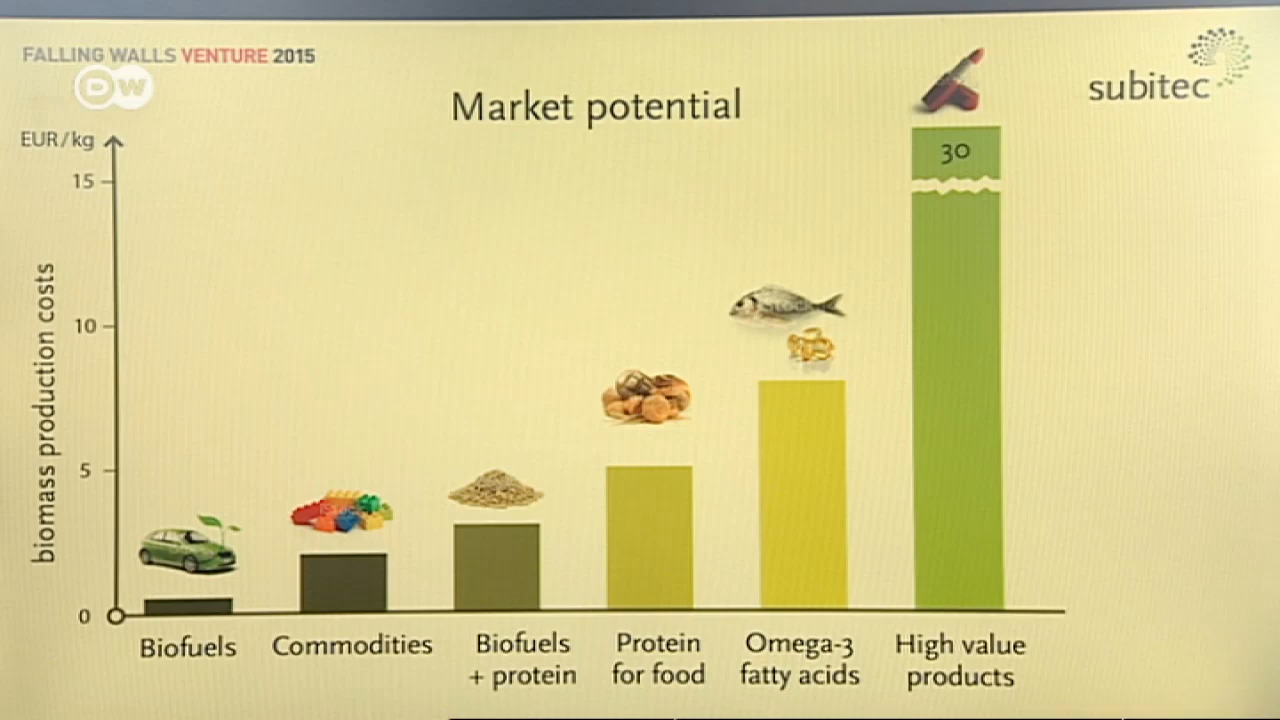 FALLING WALLS VENTURE 2015
DW
Market potential
subitec
EUR/kg
15
10
5
0
biomass production costs
30
Biofuels
Commodities
Biofuels
+ protein
Protein
for food
Omega-3
fatty acids
High value
products